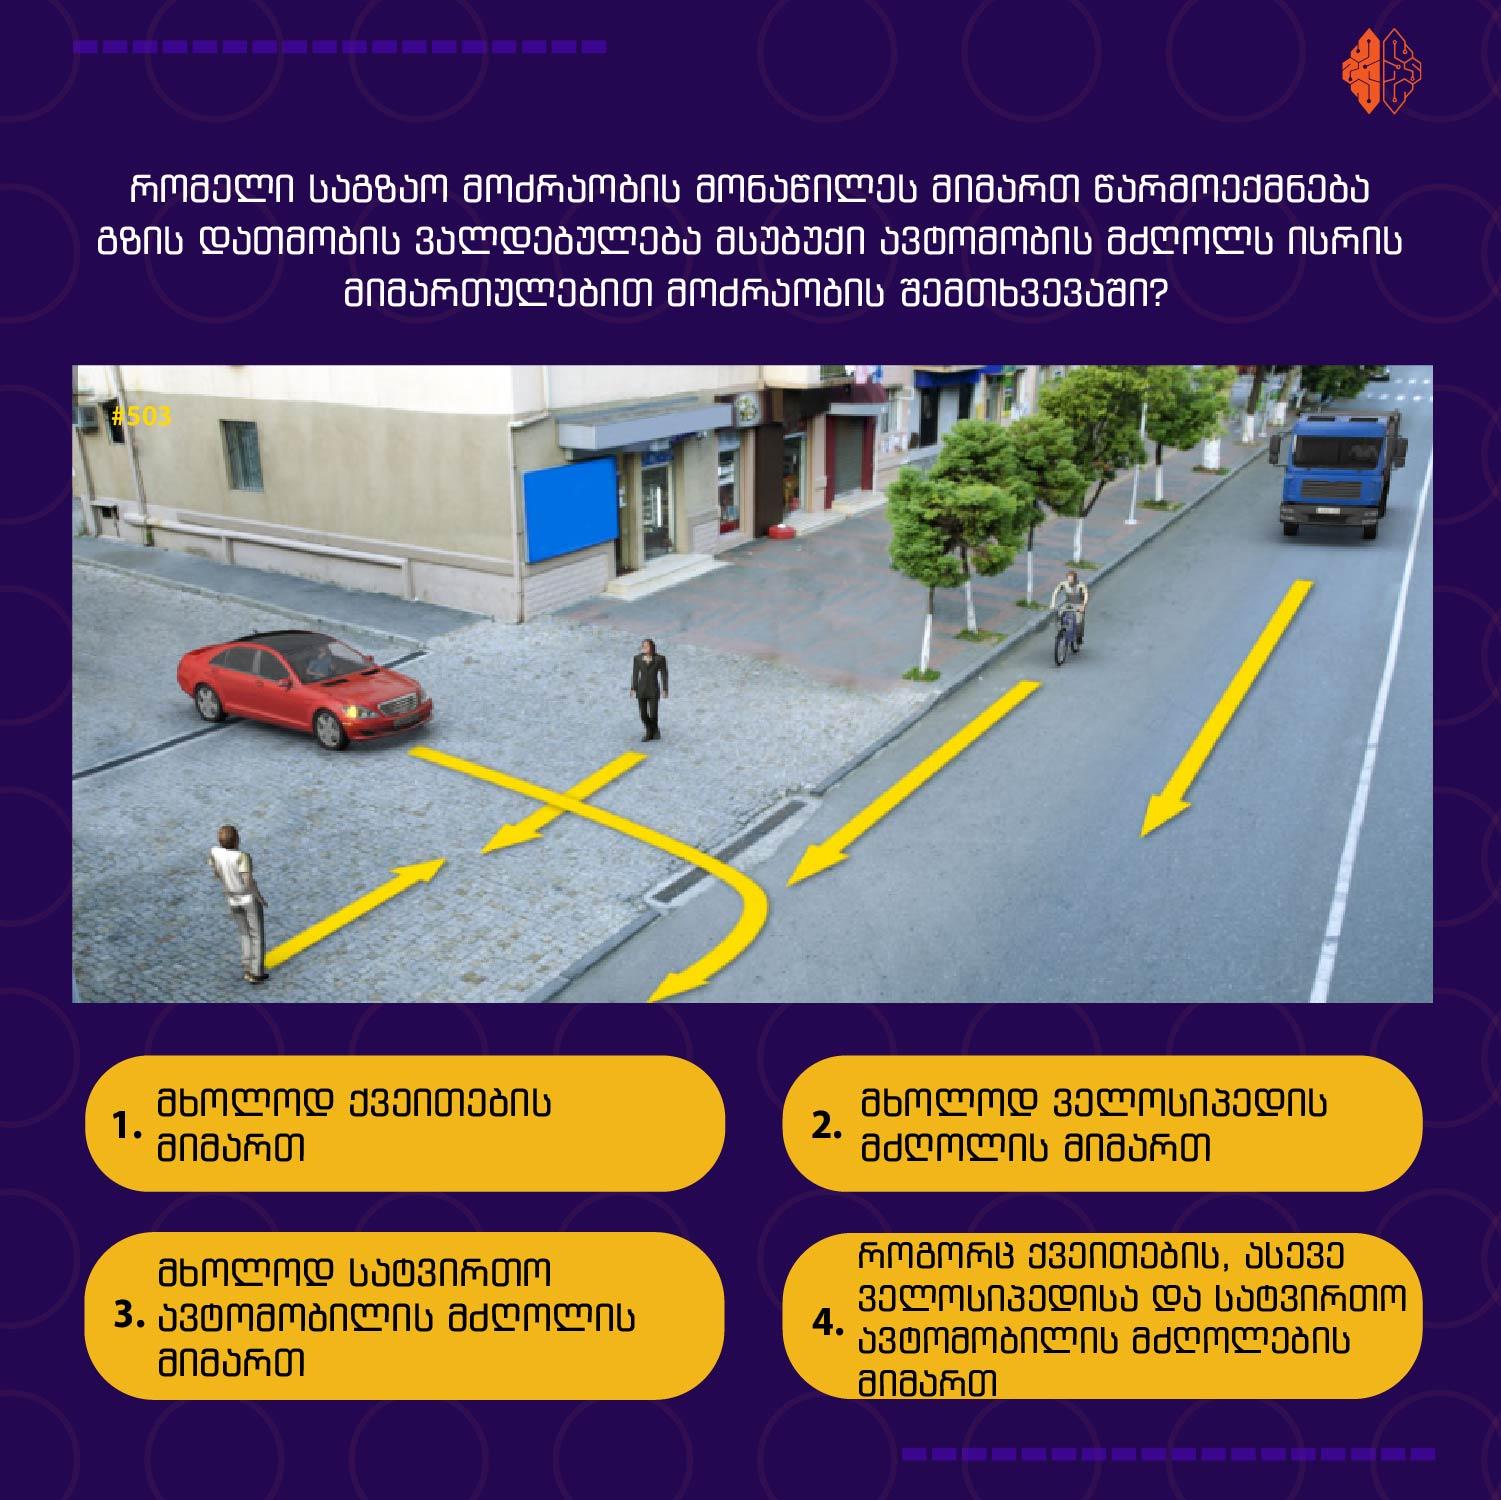 რომელი საგზაო მოძრაობის მონაწილეს მიმართ წარმოექმნება
გზის დათმობის ვალდებულება მსუბუქი ავტომობის მძღოლს ისრის
მიმართულებით მოძრაობის შემთხვევაში?
#503
1. მხოლოდ ქვეითების
მიმართ
2. მხოლოდ ველოსიპედის
მძღოლის მიმართ
3. მხოლოდ სატვირთო
ავტომობილის მძღოლის
მიმართ
4. როგორც ქვეითების, ასევე
ველოსიპედისა და სატვირთო
ავტომობილის მძღოლების
მიმართ